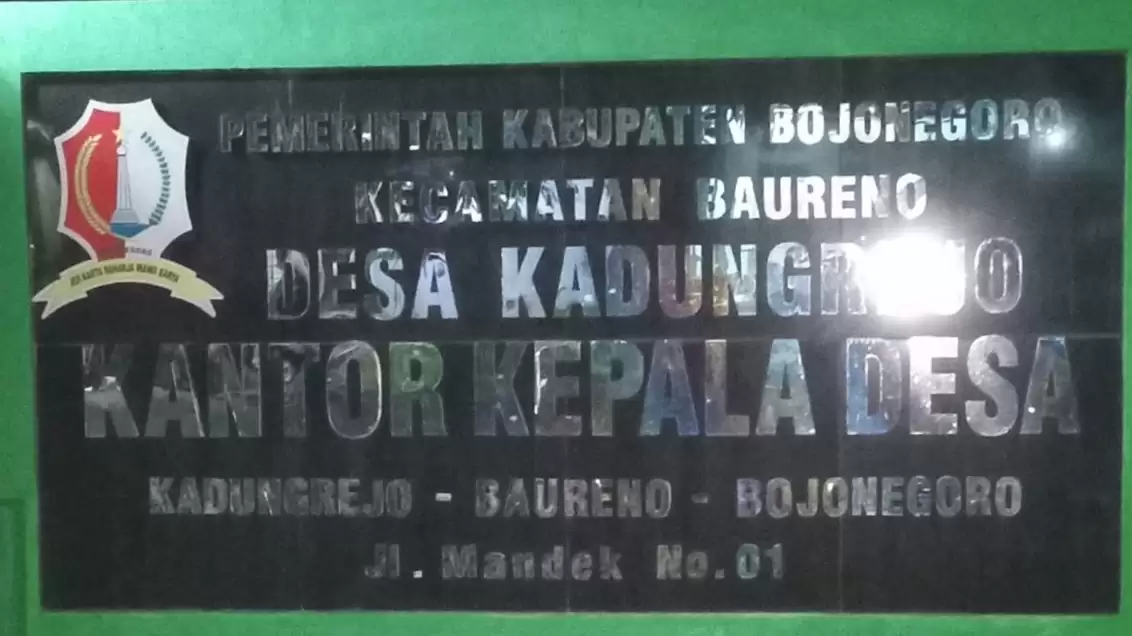 PEMERINTAH KABUPATEN BOJONEGORO
KECAMATAN BAURENO
DESA KADUNGREJO
KANTOR KEPALA DESA
KADUNGREJO - BAURENO - BOJONEGORO
Jl. Mandek No.01